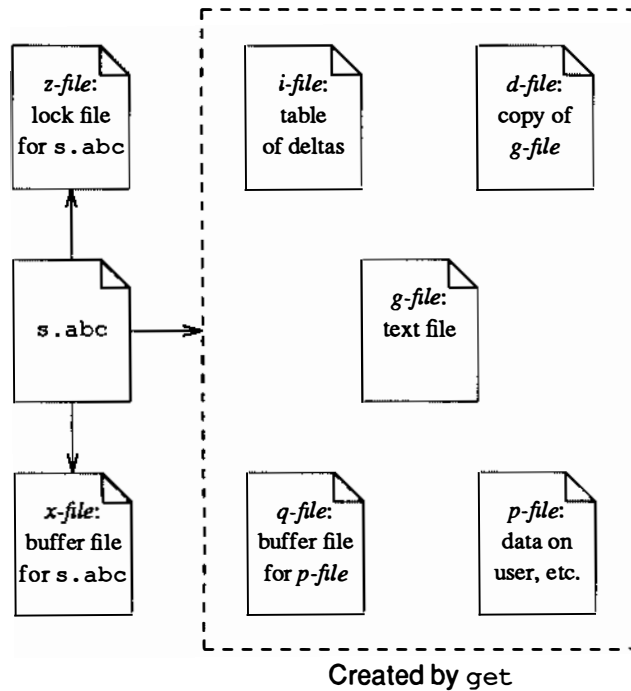 z-file:
lock file
for s.abc
i-file:
table
of deltas
d-file:
copy of
g-file
s.abc
g-file:
text file
x-file:
buffer file
for s.abc
q-file:
buffer file
for p-file
p-file:
data on
user, etc.
Created by get